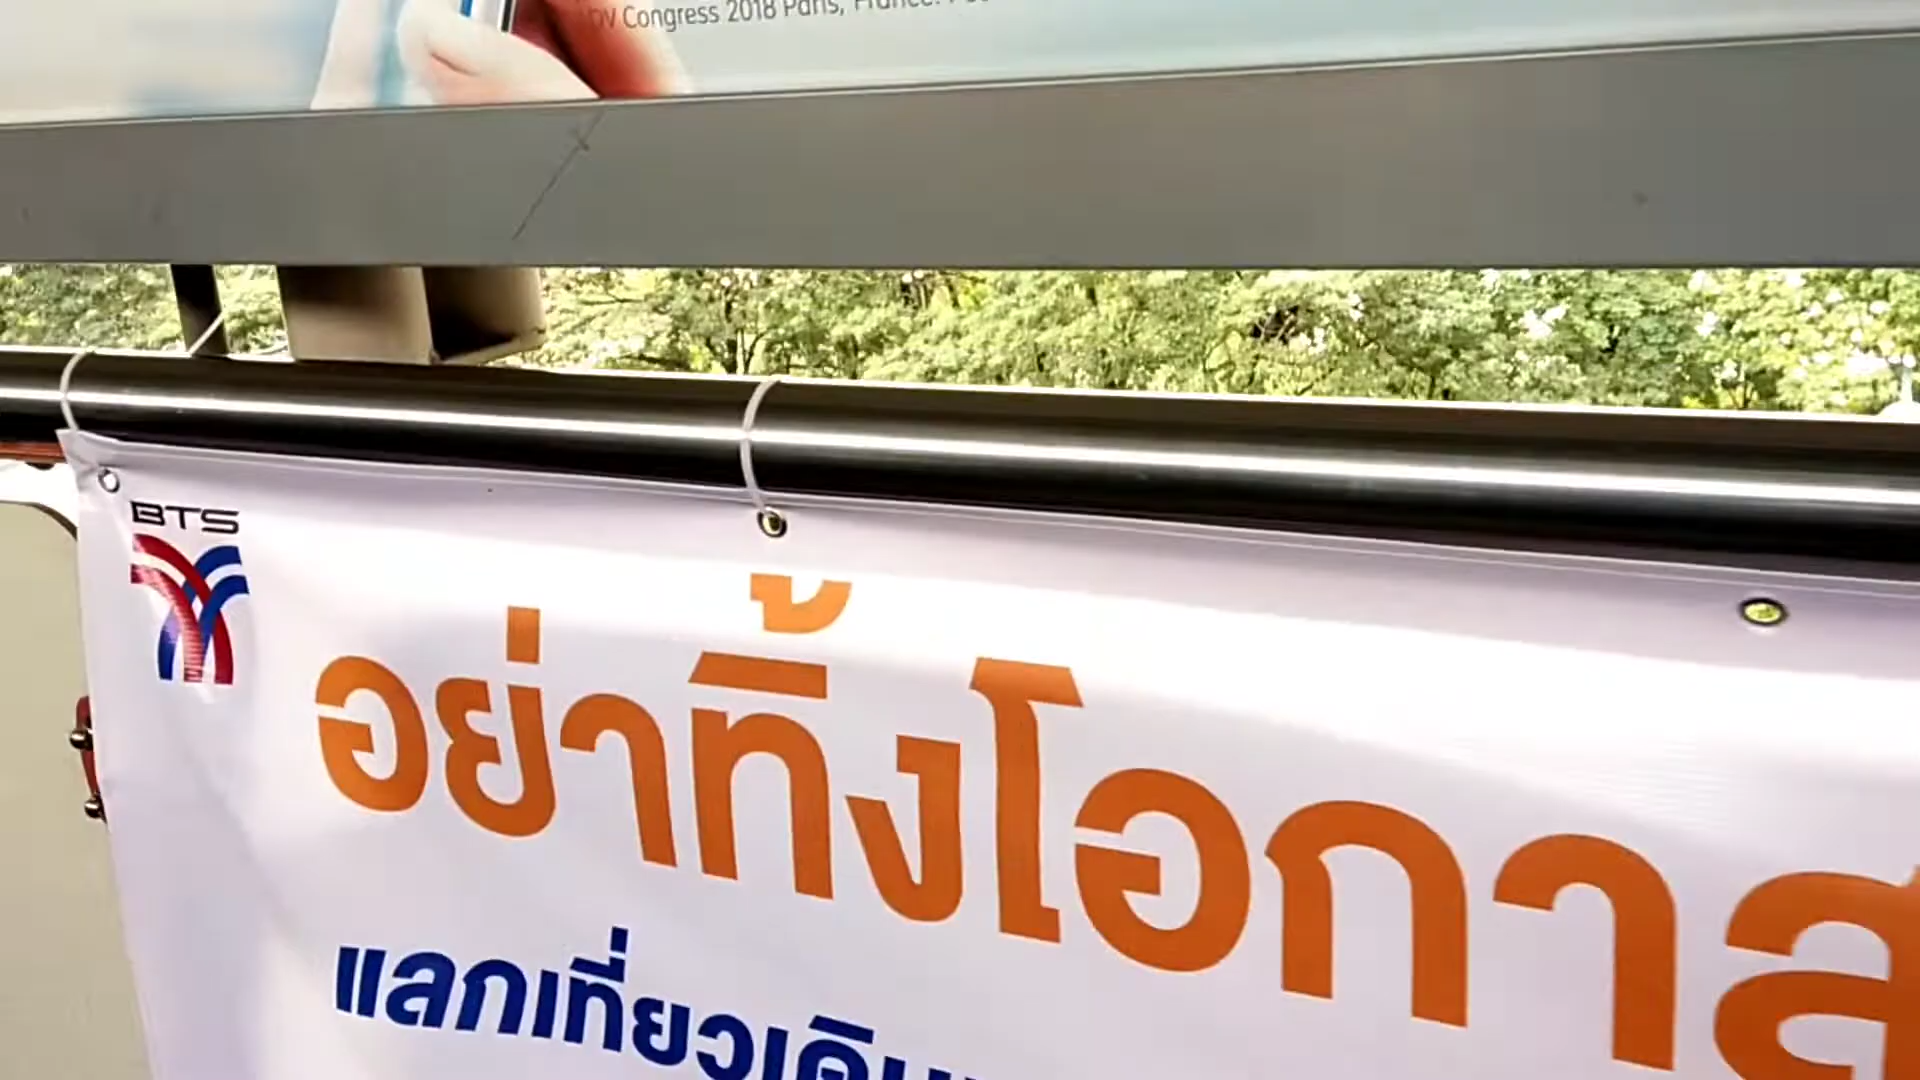 Congress 2018 Paris, France.
BTS
อย่าทิ้งโอกาส
แลกเที่ยวเดิน